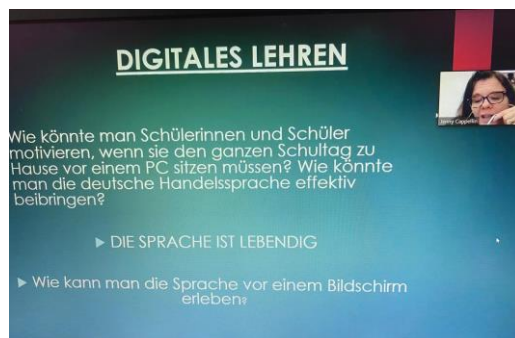 DIGITALES LEHREN
Wie könnte man Schülerinnen und Schüler
motivieren, wenn sie den ganzen Schultag zu
Hause vor einem PC sitzen müssen? Wie könnte
man die deutsche Handelssprache effektiv
beibringen?
▶ DIE SPRACHE IST LEBENDIG
▶ Wie kann man die Sprache vor einem Bildschirm
erleben?